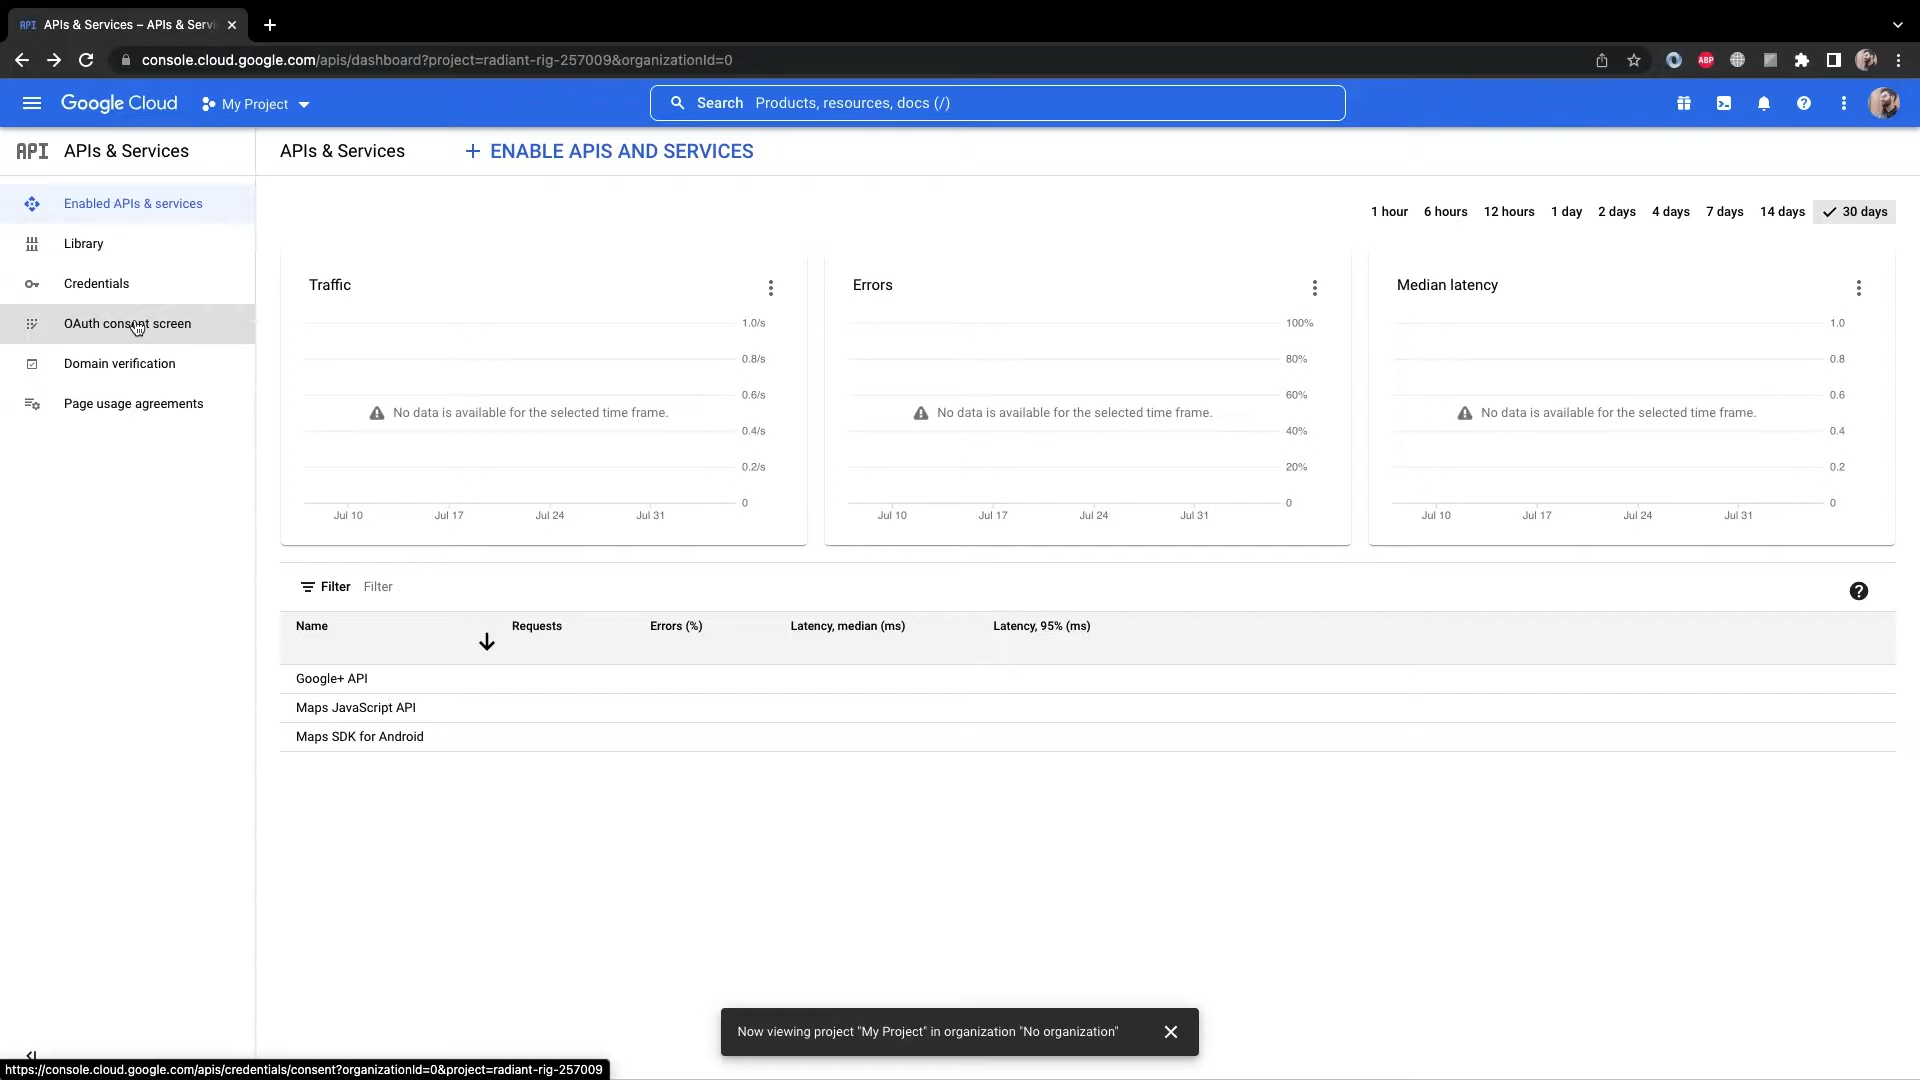 API APIs & Services – APIs & Servi
console.cloud.google.com/apis/dashboard?project=radiant-rig-257009&organizationId=0
ABP
Google Cloud My Project Search Products, resources, docs (/)
API APIs & Services
APIs & Services + ENABLE APIS AND SERVICES
Enabled APIs & services
Library
Credentials
OAuth consent screen
Domain verification
Page usage agreements
1 hour 6 hours 12 hours 1 day 2 days 4 days 7 days 14 days 30 days
Traffic
1.0/s
0.8/s
0.6/s
No data is available for the selected time frame.
0.4/s
0.2/s
0
Jul 10 Jul 17 Jul 24 Jul 31
Errors
100%
80%
60%
No data is available for the selected time frame.
40%
20%
0
Jul 10 Jul 17 Jul 24 Jul 31
Median latency
1.0
0.8
0.6
No data is available for the selected time frame.
0.4
0.2
0
Jul 10 Jul 17 Jul 24 Jul 31
Filter Filter
Name Requests Errors (%) Latency, median (ms) Latency, 95% (ms)
Google+ API
Maps JavaScript API
Maps SDK for Android
Now viewing project "My Project" in organization "No organization"
https://console.cloud.google.com/apis/credentials/consent?organizationId=0&project=radiant-rig-257009